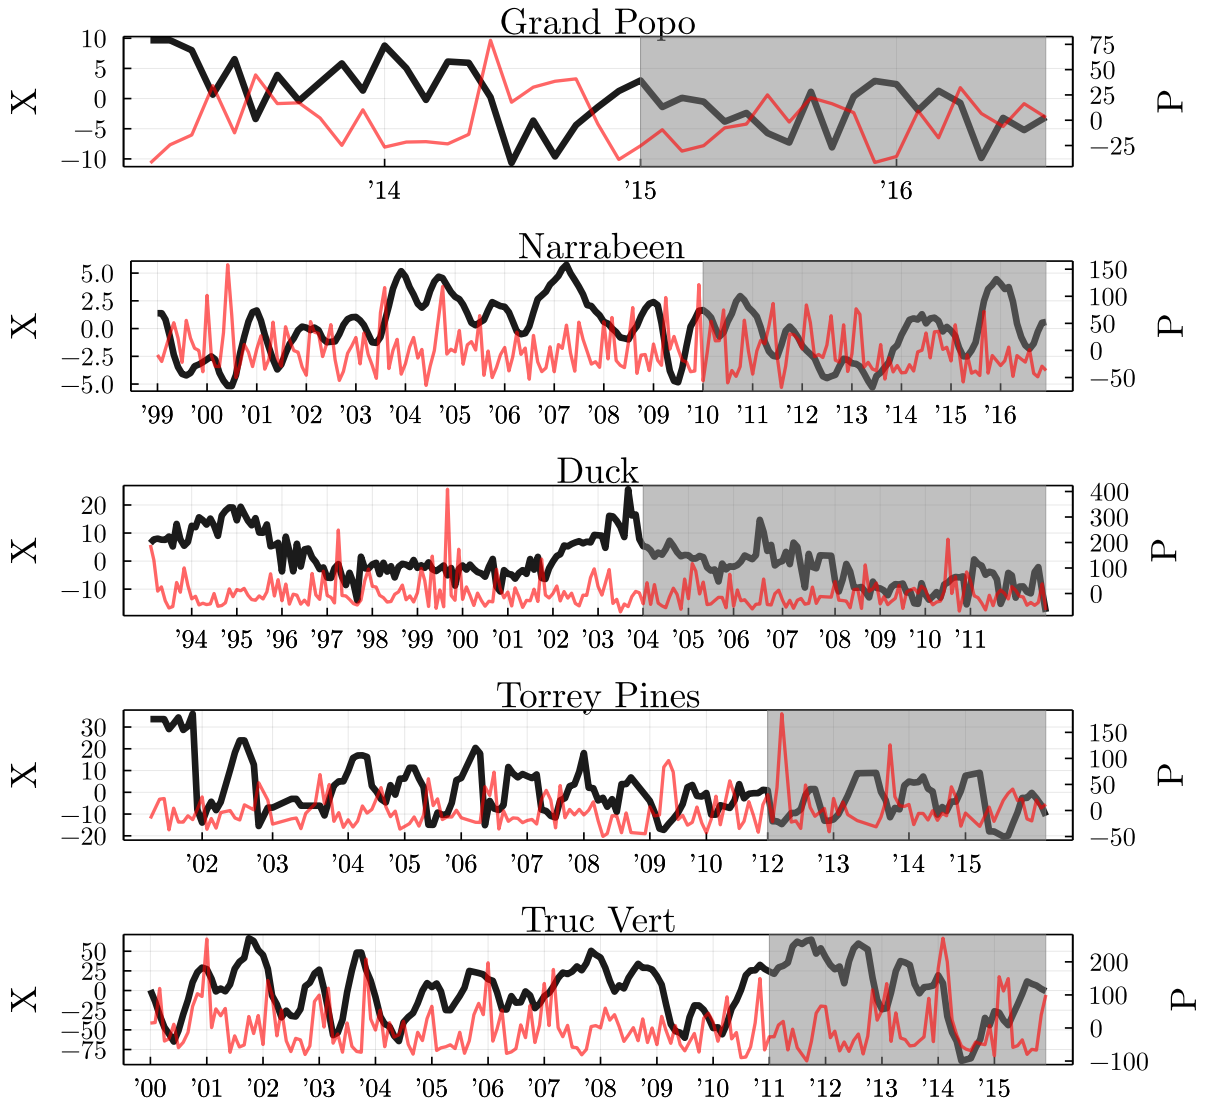 Grand Popo
10
5
0
−5
−10
X
75
50
25
0
−25
P
’14 ’15 ’16
Narrabeen
5.0
2.5
0.0
−2.5
−5.0
X
150
100
50
0
−50
P
’99 ’00 ’01 ’02 ’03 ’04 ’05 ’06 ’07 ’08 ’09 ’10 ’11 ’12 ’13 ’14 ’15 ’16
Duck
20
10
0
−10
X
400
300
200
100
0
P
’94 ’95 ’96 ’97 ’98 ’99 ’00 ’01 ’02 ’03 ’04 ’05 ’06 ’07 ’08 ’09 ’10 ’11
Torrey Pines
30
20
10
0
−10
−20
X
150
100
50
0
−50
P
’02 ’03 ’04 ’05 ’06 ’07 ’08 ’09 ’10 ’12 ’13 ’14 ’15
Truc Vert
50
25
0
−25
−50
−75
X
200
100
0
−100
P
’00 ’01 ’02 ’03 ’04 ’05 ’06 ’07 ’08 ’09 ’10 ’11 ’12 ’13 ’14 ’15